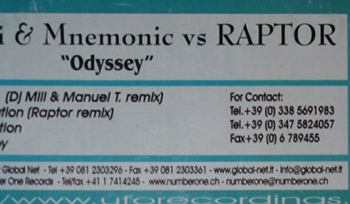 & Mnemonic vs RAPTOR
"Odyssey"
(Dj Mill & Manuel T. remix)
(Raptor remix)
For Contact:
Tel.+39 (0) 338 5691983
Tel.+39 (0) 347 5824057
Fax+39 (0) 6 789455
Global Net - Tel +39 081 2303296 - Fax +39 081 2303361 - www.global-net.it - info@global-net.it
One Records - Tel/fax +41 1 7414245 - www.numberone.ch - numberone@numberone.ch
www.uforecordings.